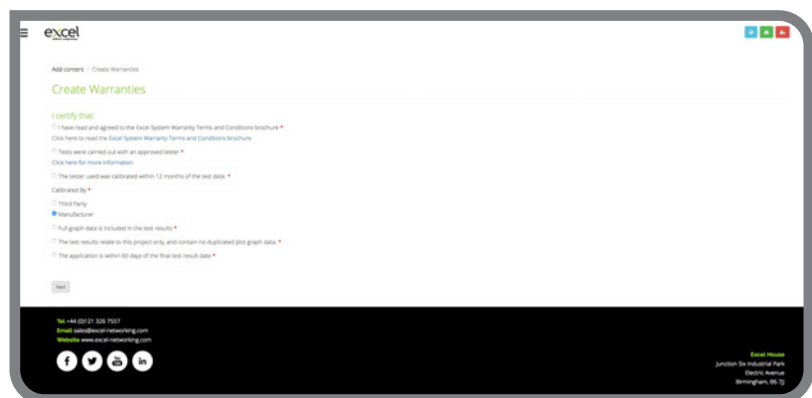 excel
Add content / Create Warranties
Create Warranties
I certify that:
I have read and agreed to the Excel System Warranty Terms and Conditions brochure *
Click here to read the Excel System Warranty Terms and Conditions brochure
Tests were carried out with an approved tester *
Click here for more information
The tester used was calibrated within 12 months of the test date. *
Calibrated By *
Third Party
Manufacturer
Full graph data is included in the test results *
The test results relate to this project only, and contain no duplicated plot graph data. *
The application is within 60 days of the final test result date *
Next
Tel +44 (0)121 326 7557
Email sales@excel-networking.com
Website www.excel-networking.com
Excel House
Junction Six Industrial Park
Electric Avenue
Birmingham, B6 7JJ